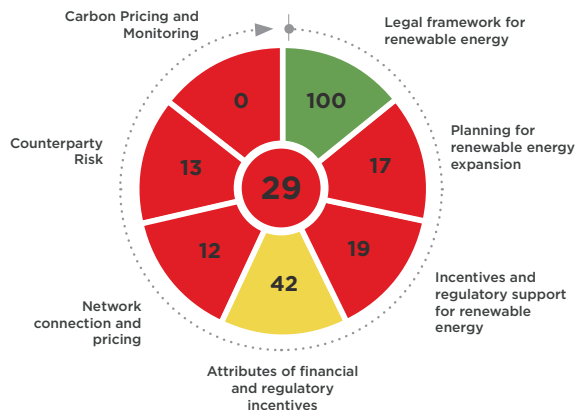 Legal framework for
renewable energy
100
Planning for
renewable energy
expansion
17
Incentives and
regulatory support
for renewable
energy
19
Attributes of financial
and regulatory
incentives
42
Network
connection and
pricing
12
Counterparty
Risk
13
Carbon Pricing and
Monitoring
0
29